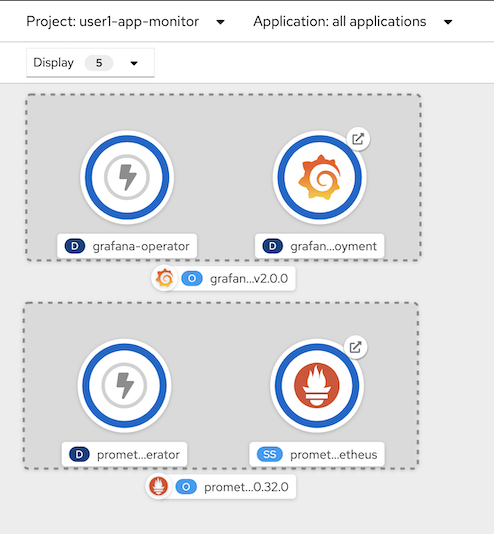 Project: user1-app-monitor Application: all applications
Display 5
D grafana-operator D grafan...oyment
O grafan...v2.0.0
D promet...erator SS promet...etheus
O promet...0.32.0